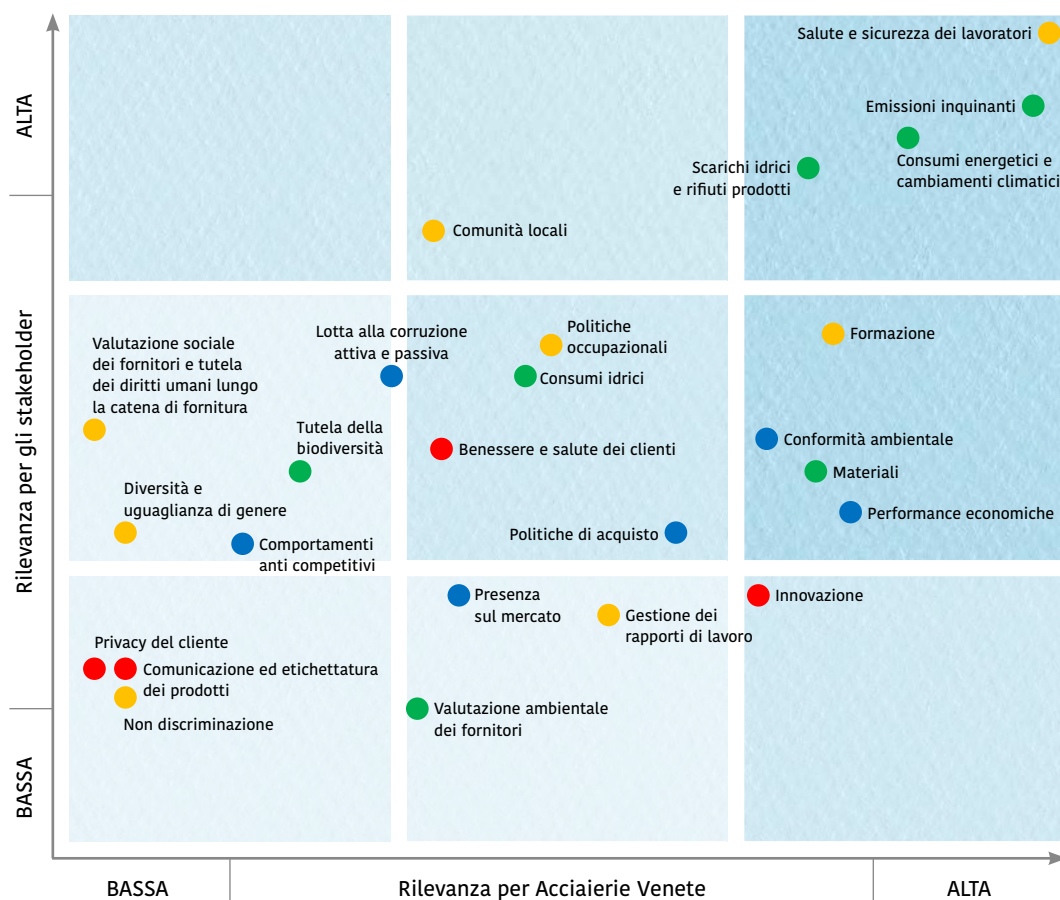 ALTA
Rilevanza per gli stakeholder
BASSA
Salute e sicurezza dei lavoratori
Emissioni inquinanti
Consumi energetici e
cambiamenti climatici
Scarichi idrici
e rifiuti prodotti
Comunità locali
Valutazione sociale
dei fornitori e tutela
dei diritti umani lungo
la catena di fornitura
Lotta alla corruzione
attiva e passiva
Politiche
occupazionali
Consumi idrici
Formazione
Tutela della
biodiversità
Benessere e salute dei clienti
Conformità ambientale
Materiali
Diversità e
uguaglianza di genere
Performance economiche
Politiche di acquisto
Comportamenti
anti competitivi
Presenza
sul mercato
Gestione dei
rapporti di lavoro
Innovazione
Privacy del cliente
Comunicazione ed etichettatura
dei prodotti
Non discriminazione
Valutazione ambientale
dei fornitori
BASSA
Rilevanza per Acciaierie Venete
ALTA